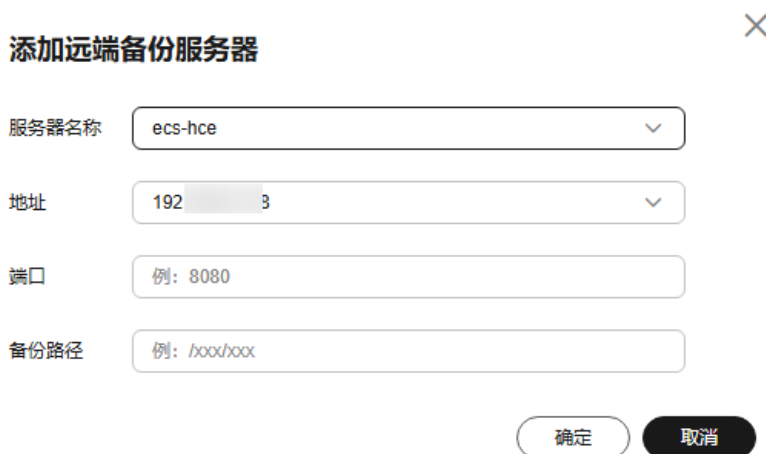 添加远端备份服务器
服务器名称 ecs-hce
地址 192 8
端口 例：8080
备份路径 例：/xxx/xxx
确定 取消